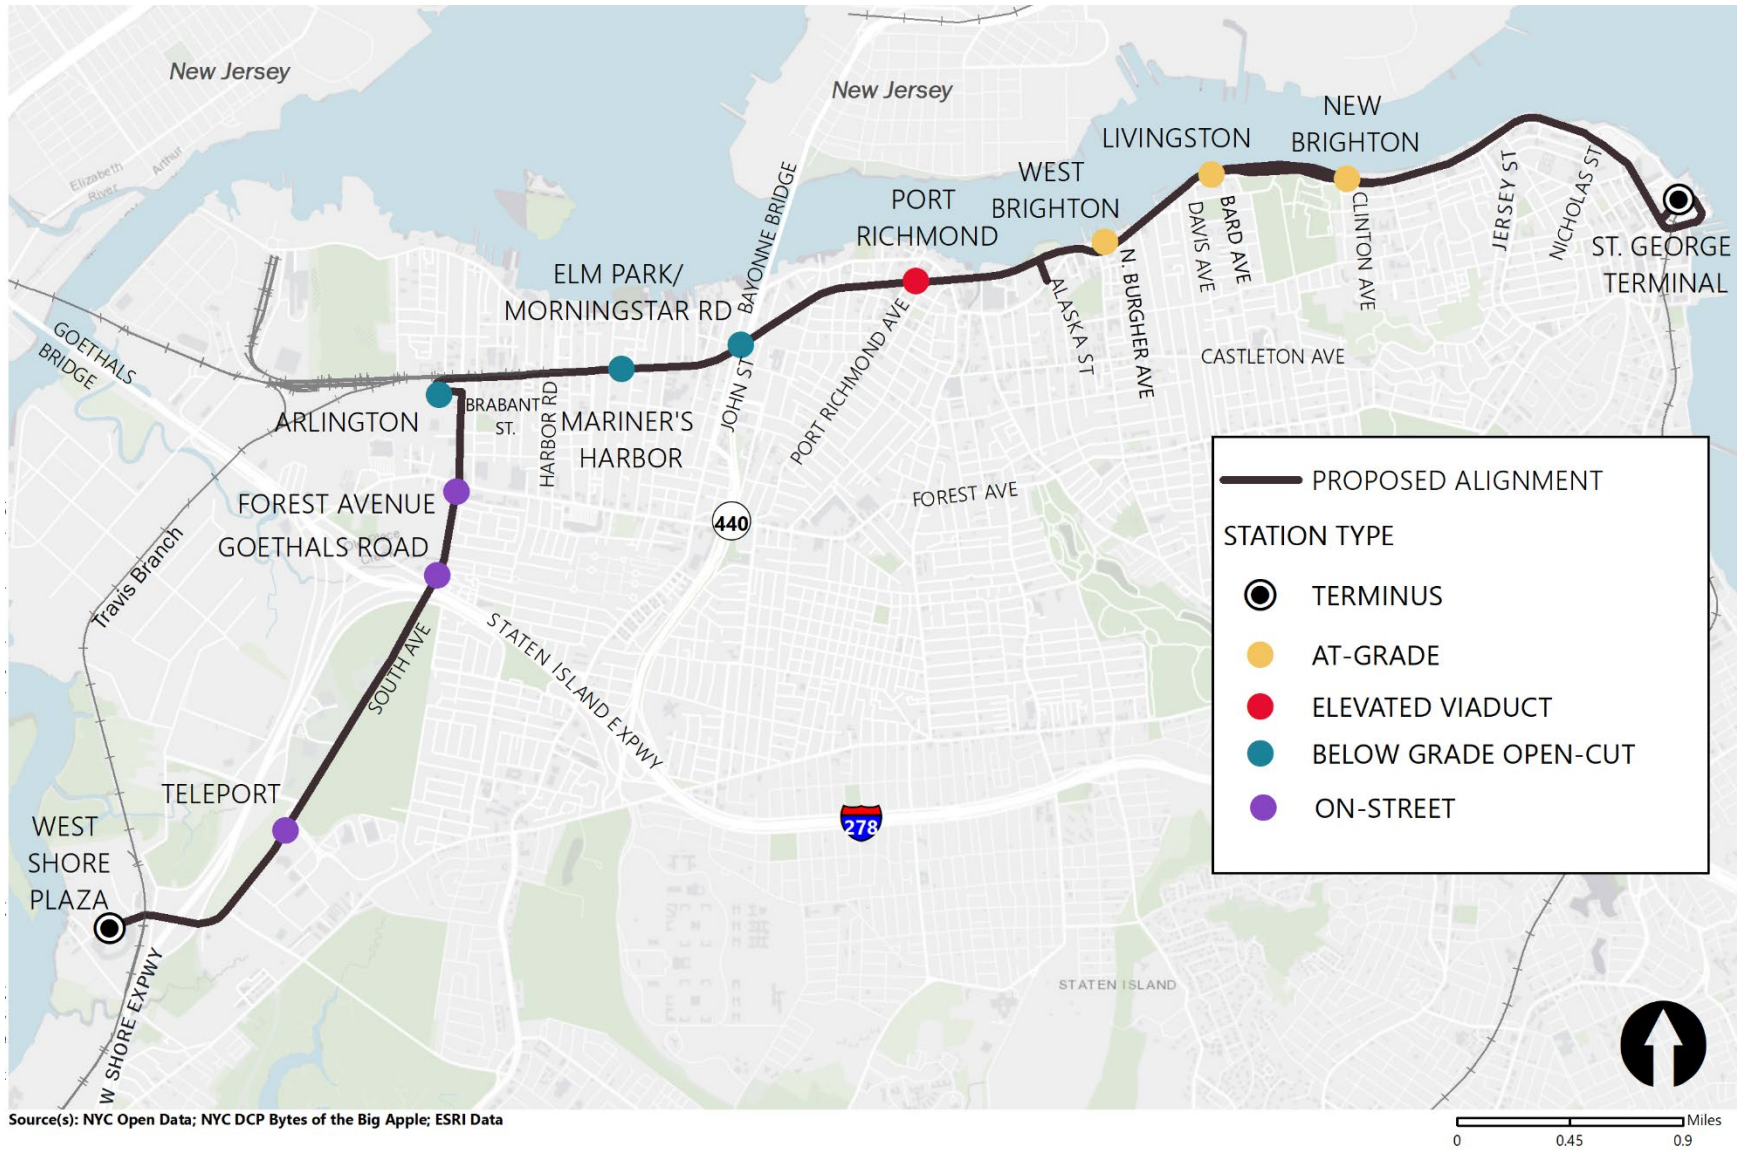 New Jersey
New Jersey
Elizabeth
River
Arthur
NEW
BRIGHTON
LIVINGSTON
WEST
BRIGHTON
PORT
RICHMOND
BAYONNE BRIDGE
ELM PARK/
MORNINGSTAR RD
JERSEY ST
NICHOLAS ST
ST. GEORGE
TERMINAL
CLINTON AVE
BARD AVE
DAVIS AVE
N. BURGHER AVE
ALASKA ST
CASTLETON AVE
PORT RICHMOND AVE
JOHN ST
GOETHALS
BRIDGE
ARLINGTON
BRABANT
ST.
HARBOR RD
MARINER'S
HARBOR
FOREST AVENUE
FOREST AVE
440
GOETHALS ROAD
Travis Branch
SOUTH AVE
STATEN ISLAND EXPWY
TELEPORT
WEST
SHORE
PLAZA
278
W SHORE EXPWY
STATEN ISLAND
PROPOSED ALIGNMENT
STATION TYPE
TERMINUS
AT-GRADE
ELEVATED VIADUCT
BELOW GRADE OPEN-CUT
ON-STREET
Source(s): NYC Open Data; NYC DCP Bytes of the Big Apple; ESRI Data
Miles
0 0.45 0.9